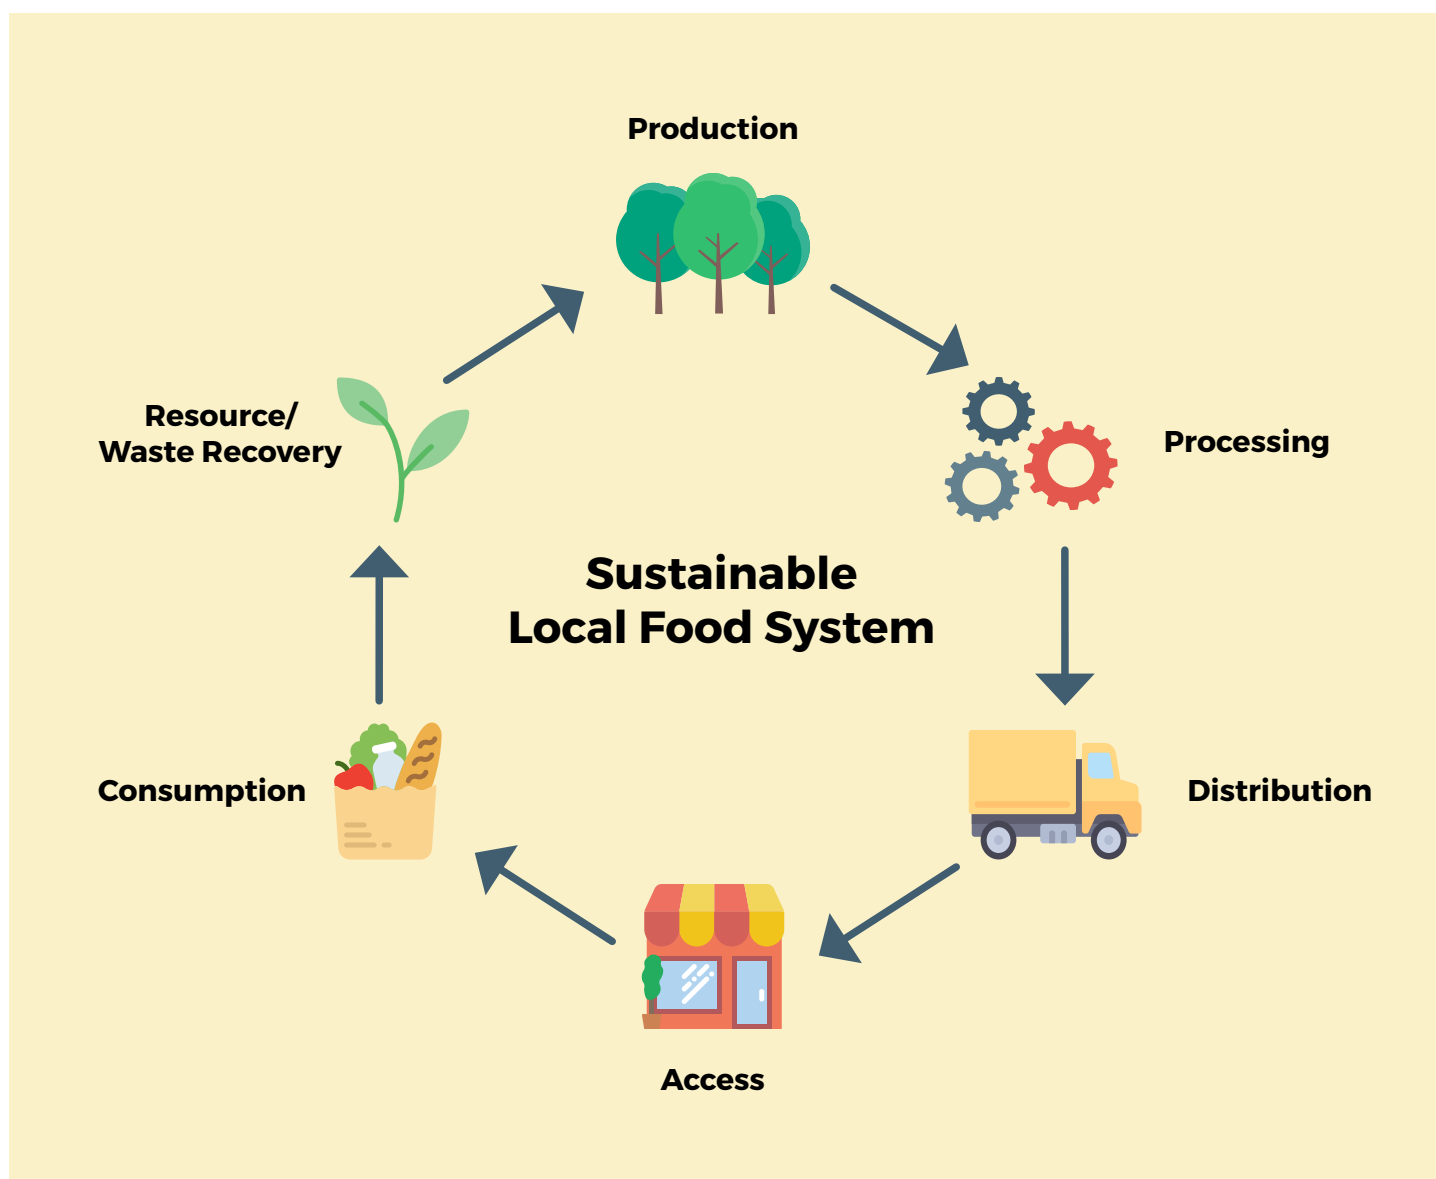 Production
Resource/
Waste Recovery
Processing
Sustainable
Local Food System
Consumption
Distribution
Access